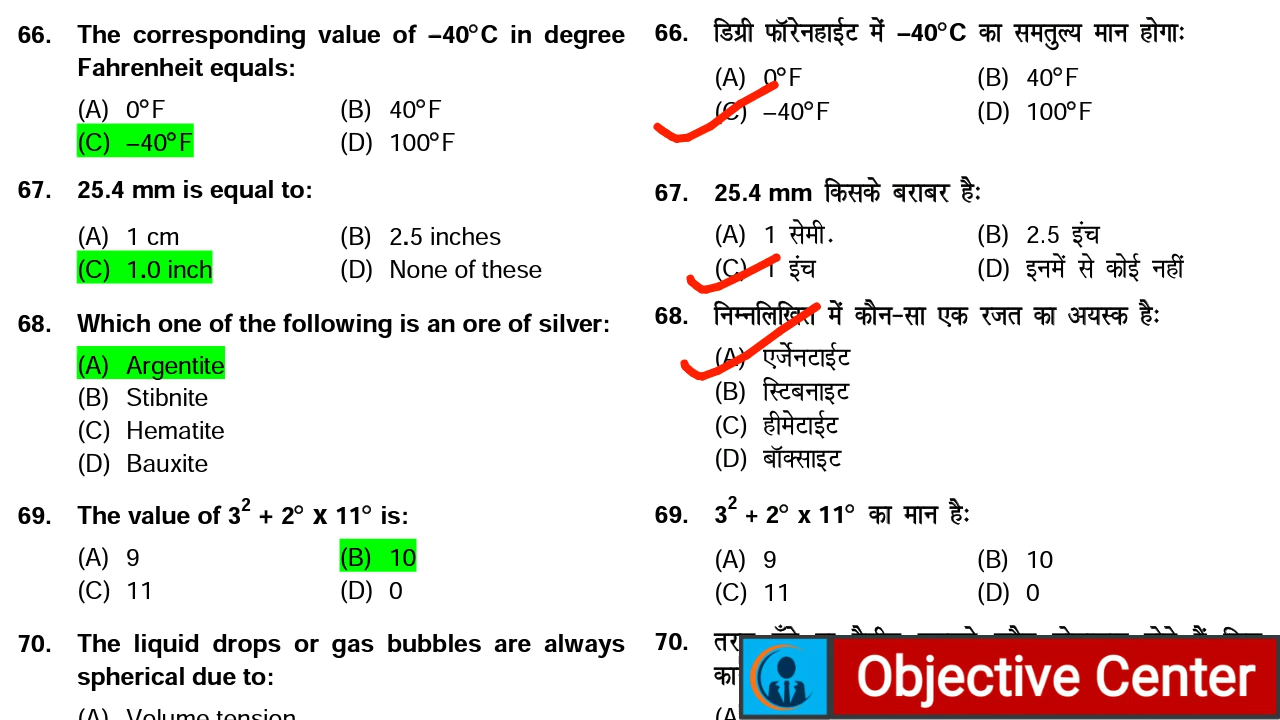 66. The corresponding value of –40°C in degree
Fahrenheit equals:
(A) 0°F (B) 40°F
(C) –40°F (D) 100°F
67. 25.4 mm is equal to:
(A) 1 cm (B) 2.5 inches
(C) 1.0 inch (D) None of these
68. Which one of the following is an ore of silver:
(A) Argentite
(B) Stibnite
(C) Hematite
(D) Bauxite
69. The value of 3² + 2° x 11° is:
(A) 9 (B) 10
(C) 11 (D) 0
70. The liquid drops or gas bubbles are always
spherical due to:
(A) Volume tension
66. डिग्री फॉरेनहाईट में –40°C का समतुल्य मान होगाः
(A) 0°F (B) 40°F
(C) –40°F (D) 100°F
67. 25.4 mm किसके बराबर हैः
(A) 1 सेमी. (B) 2.5 इंच
(C) 1 इंच (D) इनमें से कोई नहीं
68. निम्नलिखित में कौन-सा एक रजत का अयस्क हैः
(A) एर्जेनटाईट
(B) स्टिबनाइट
(C) हीमेटाईट
(D) बॉक्साइट
69. 3² + 2° x 11° का मान हैः
(A) 9 (B) 10
(C) 11 (D) 0
70.
(A)
Objective Center